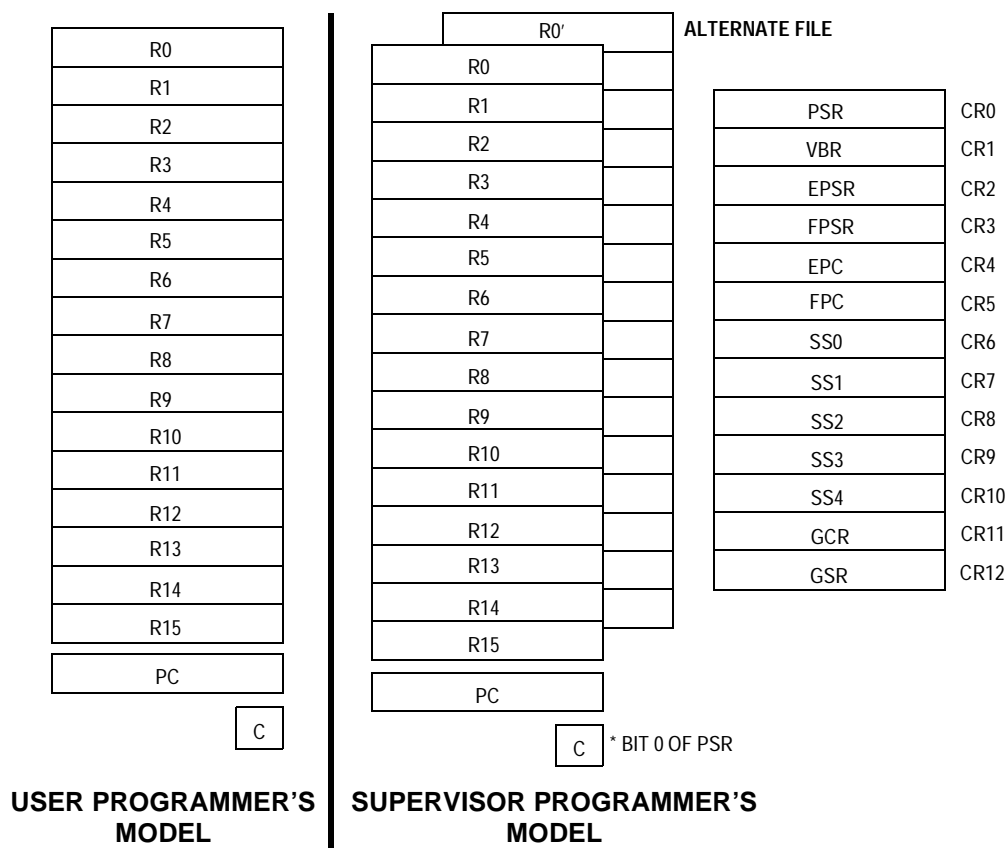 R0
R1
R2
R3
R4
R5
R6
R7
R8
R9
R10
R11
R12
R13
R14
R15
PC
C
USER PROGRAMMER'S
MODEL
R0′
ALTERNATE FILE
R0
R1
R2
R3
R4
R5
R6
R7
R8
R9
R10
R11
R12
R13
R14
R15
PC
C * BIT 0 OF PSR
PSR CR0
VBR CR1
EPSR CR2
FPSR CR3
EPC CR4
FPC CR5
SS0 CR6
SS1 CR7
SS2 CR8
SS3 CR9
SS4 CR10
GCR CR11
GSR CR12
SUPERVISOR PROGRAMMER'S
MODEL